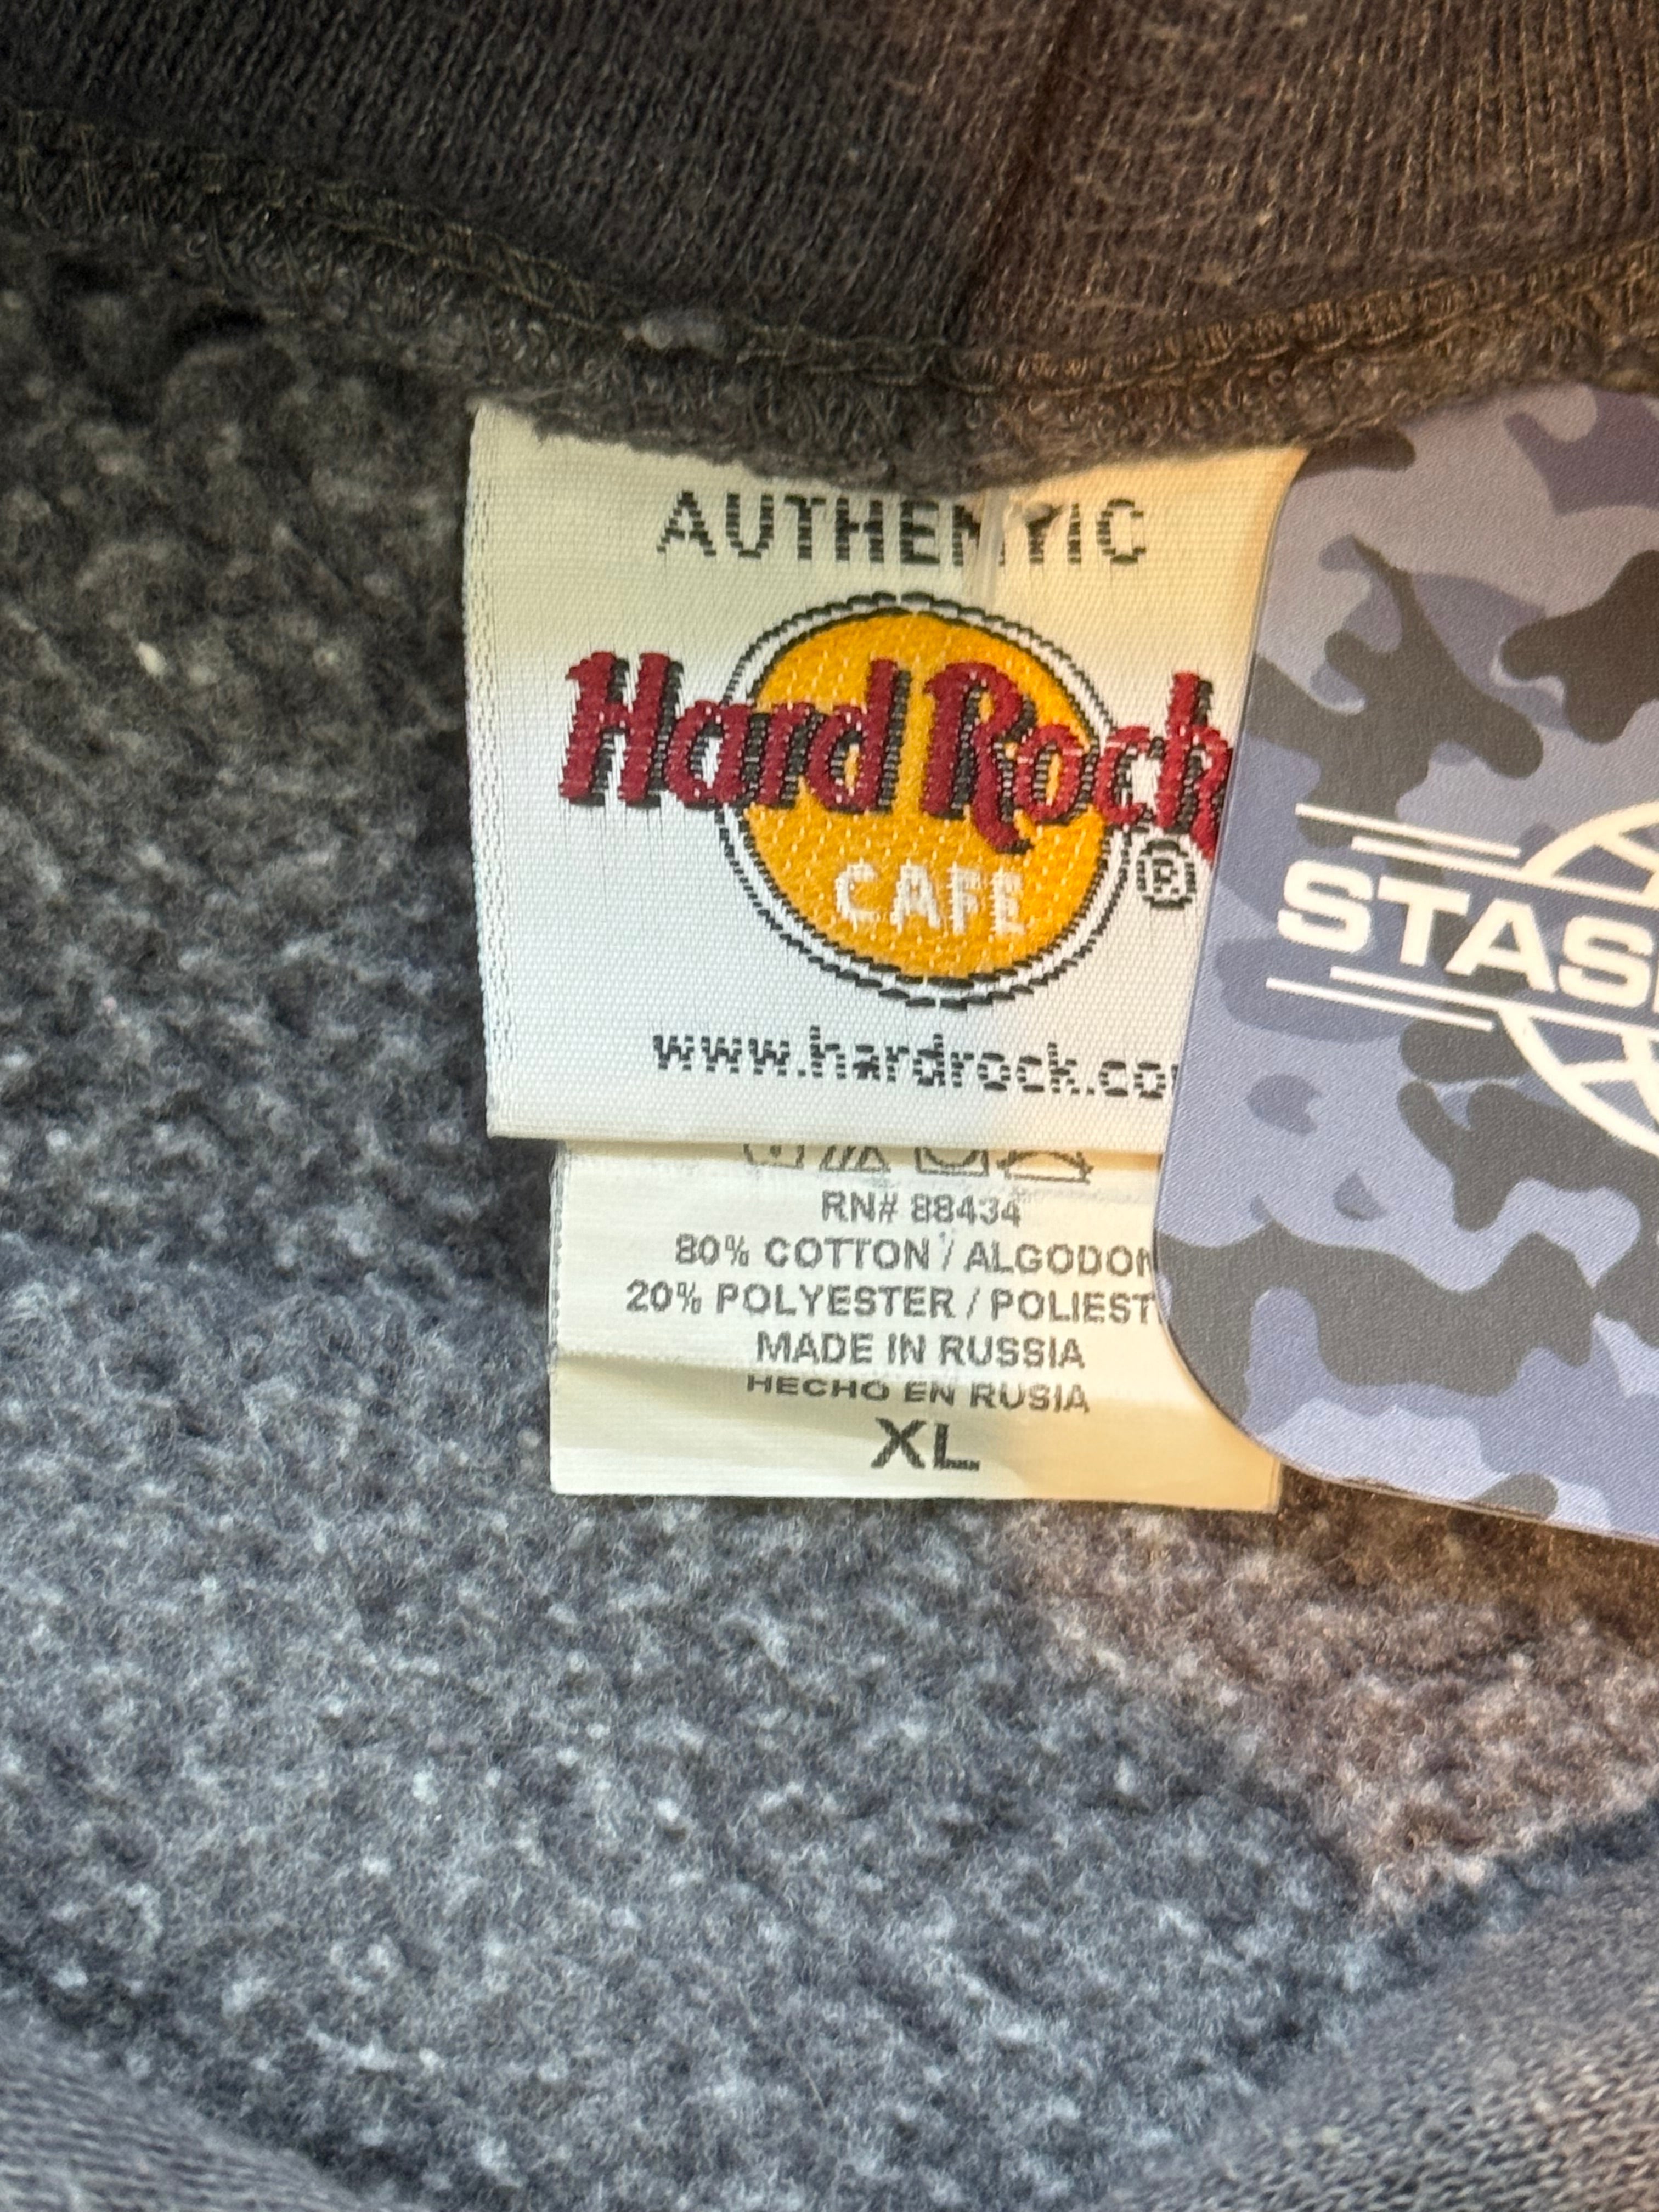 AUTHENTIC
Hard Rock
CAFE
®
www.hardrock.co
RN# 88434
80% COTTON / ALGODON
20% POLYESTER / POLIEST
MADE IN RUSSIA
HECHO EN RUSIA
XL
STAS